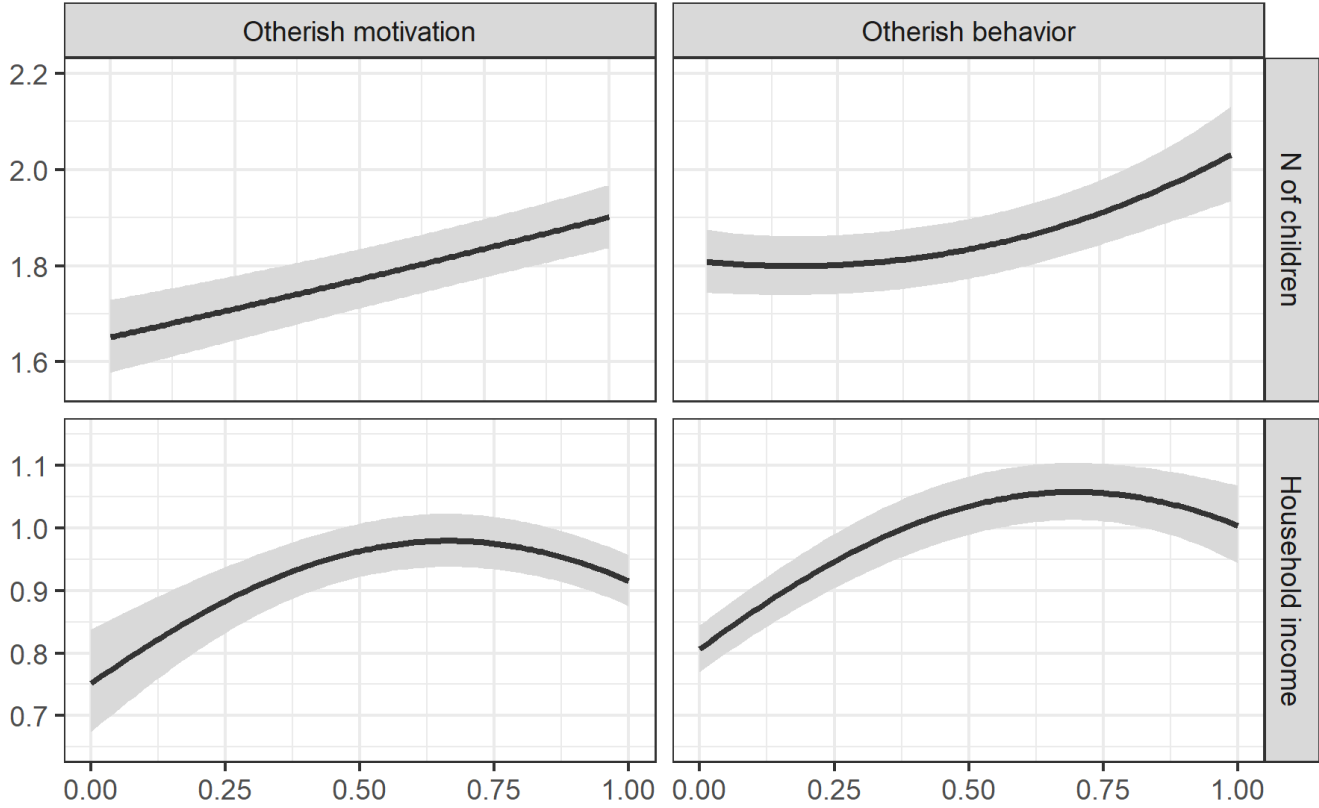 Otherish motivation
Otherish behavior
2.2
2.0
1.8
1.6
N of children
1.1
1.0
0.9
0.8
0.7
Household income
0.00 0.25 0.50 0.75 1.00
0.00 0.25 0.50 0.75 1.00